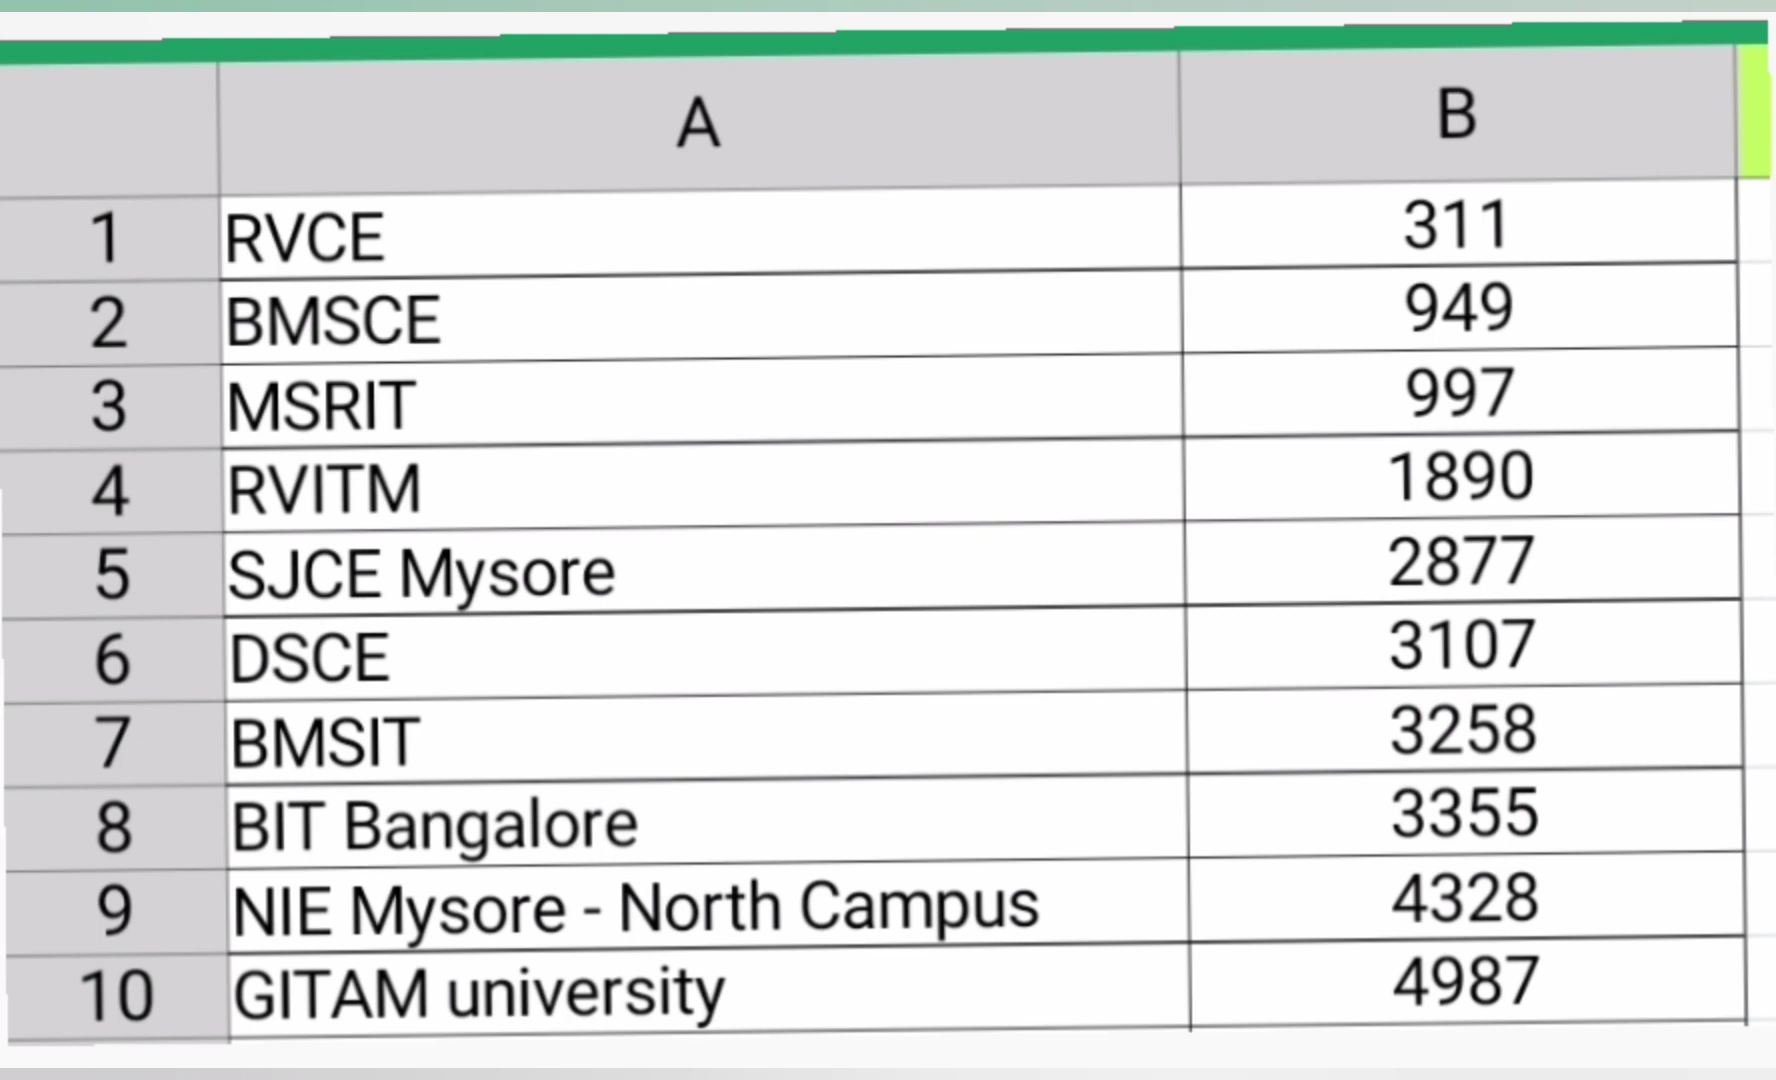 A B
1 RVCE 311
2 BMSCE 949
3 MSRIT 997
4 RVITM 1890
5 SJCE Mysore 2877
6 DSCE 3107
7 BMSIT 3258
8 BIT Bangalore 3355
9 NIE Mysore - North Campus 4328
10 GITAM university 4987